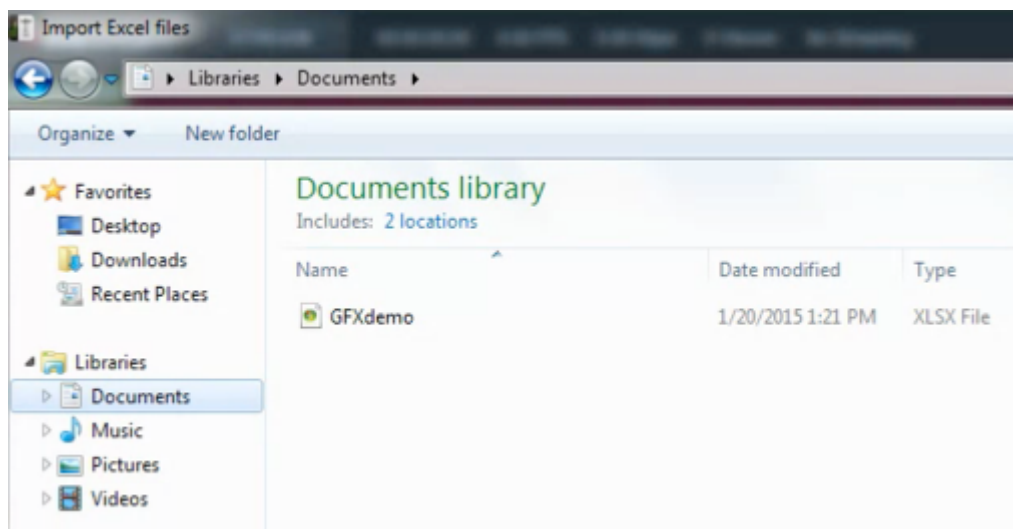 Import Excel files
Libraries Documents
Organize New folder
Favorites
Desktop
Downloads
Recent Places
Libraries
Documents
Music
Pictures
Videos
Documents library
Includes: 2 locations
Name Date modified Type
GFXdemo 1/20/2015 1:21 PM XLSX File